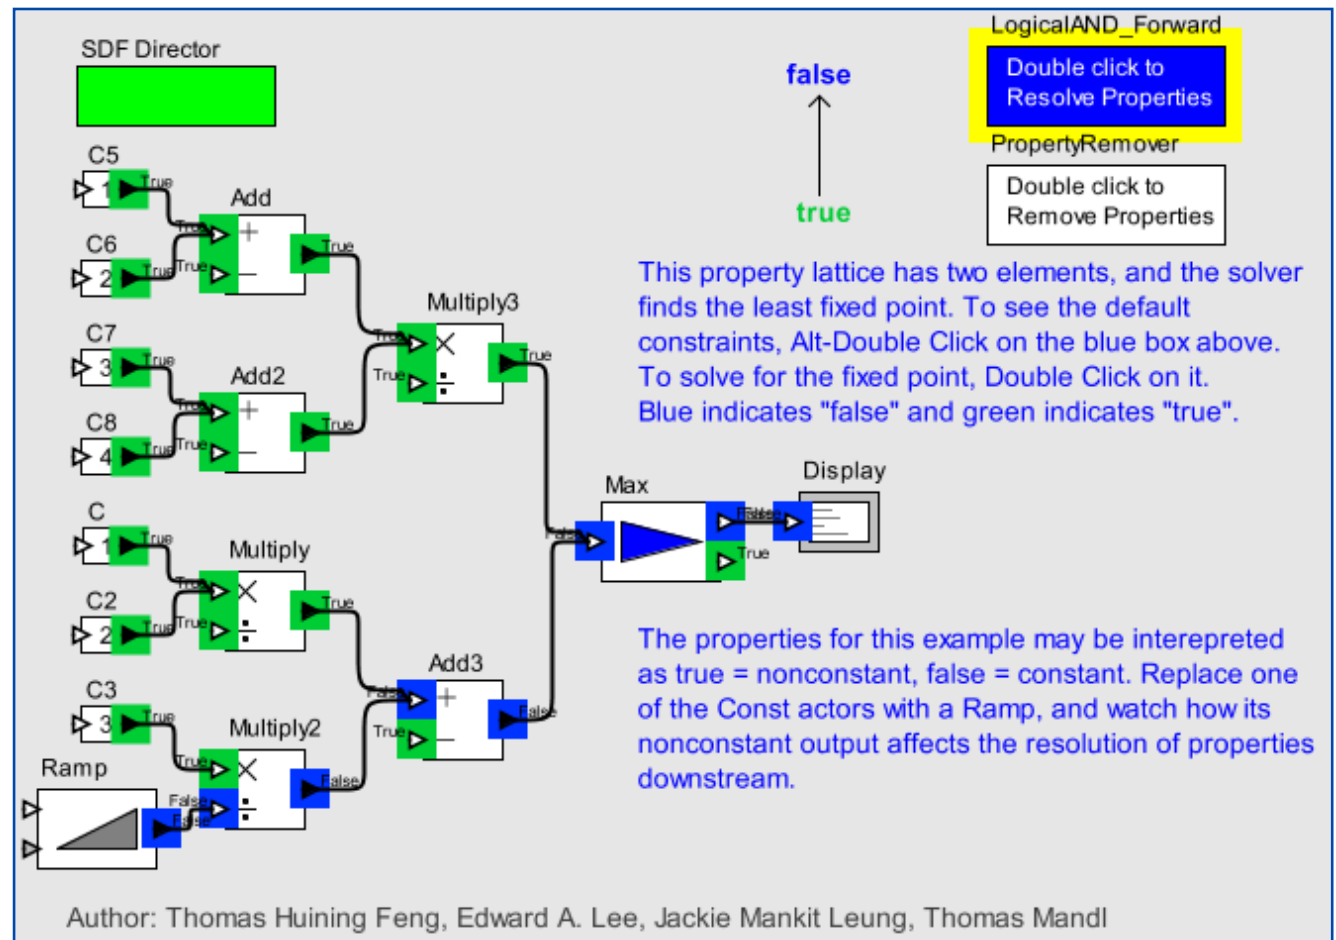 SDF Director
LogicalAND_Forward
Double click to
Resolve Properties
false
true
PropertyRemover
Double click to
Remove Properties
This property lattice has two elements, and the solver
finds the least fixed point. To see the default
constraints, Alt-Double Click on the blue box above.
To solve for the fixed point, Double Click on it.
Blue indicates "false" and green indicates "true".
C5
1
True
Add
True
+
True
C6
2
True
True
Multiply3
True
×
True
True
C7
3
True
Add2
True
+
True
C8
4
True
True
Max
False
False
True
Display
False
C
1
True
Multiply
True
×
True
C2
2
True
True
Add3
False
+
False
True
C3
3
True
Multiply2
True
×
False
Ramp
False
False
The properties for this example may be interepreted
as true = nonconstant, false = constant. Replace one
of the Const actors with a Ramp, and watch how its
nonconstant output affects the resolution of properties
downstream.
Author: Thomas Huining Feng, Edward A. Lee, Jackie Mankit Leung, Thomas Mandl